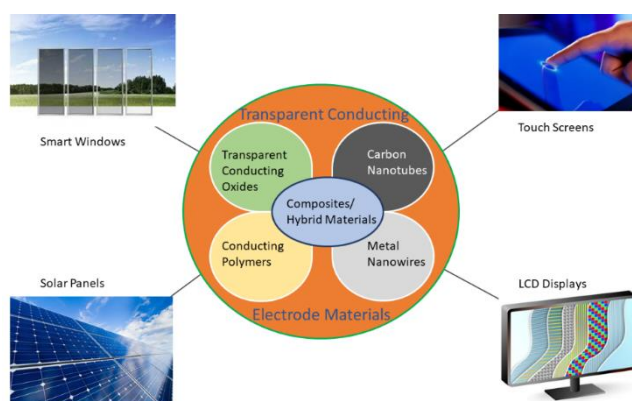 Transparent Conducting
Smart Windows
Touch Screens
Transparent
Conducting
Oxides
Carbon
Nanotubes
Composites/
Hybrid Materials
Conducting
Polymers
Metal
Nanowires
Solar Panels
LCD Displays
Electrode Materials